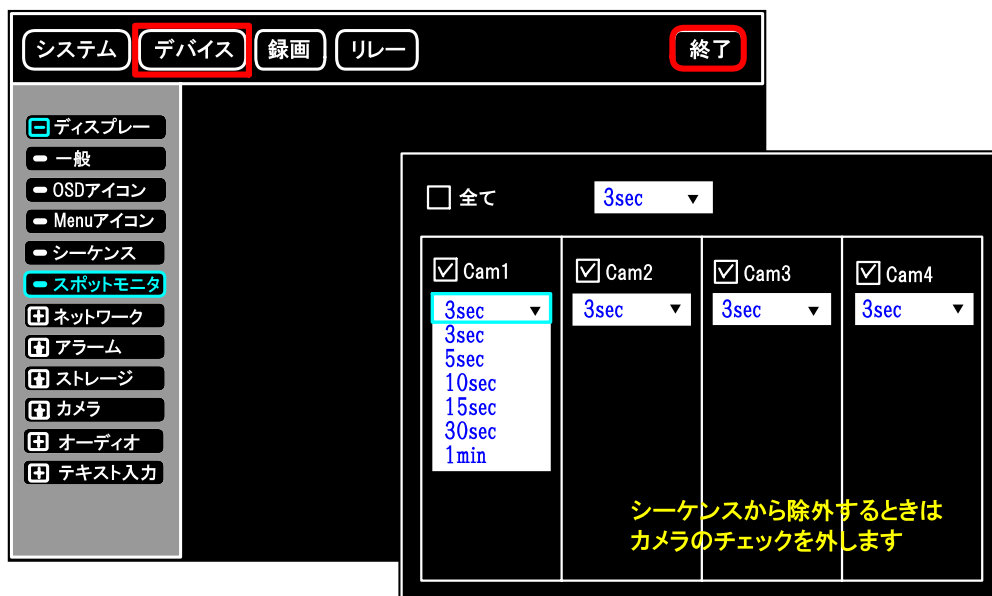 システム デバイス 録画 リレー 終了
ディスプレー
一般
OSDアイコン
Menuアイコン
シーケンス
スポットモニタ
ネットワーク
アラーム
ストレージ
カメラ
オーディオ
テキスト入力
全て 3sec
Cam1 Cam2 Cam3 Cam4
3sec 3sec 3sec 3sec
3sec
5sec
10sec
15sec
30sec
1min
シーケンスから除外するときは
カメラのチェックを外します